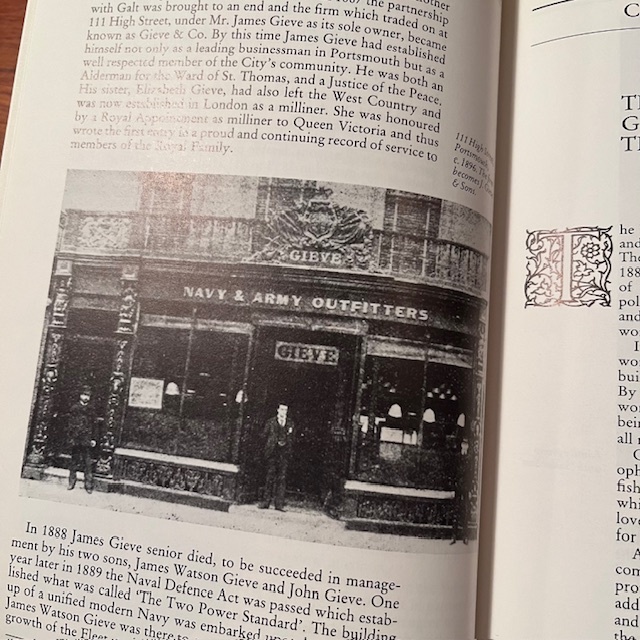 with Galt was brought to an end and the firm which traded on at
111 High Street, under Mr. James Gieve as its sole owner, became
known as Gieve & Co. By this time James Gieve had established
himself not only as a leading businessman in Portsmouth but as a
well respected member of the City's community. He was both an
Alderman for the Ward of St. Thomas, and a Justice of the Peace.
His sister, Elizabeth Gieve, had also left the West Country and
was now established in London as a milliner. She was honoured
by a Royal Appointment as milliner to Queen Victoria and thus
wrote the first entry in a proud and continuing record of service to
members of the Royal Family.
111 High
Portsmouth
c. 1896.
becomes J.
& Sons.
GIEVE
NAVY & ARMY OUTFITTERS
GIEVE
In 1888 James Gieve senior died, to be succeeded in manage-
ment by his two sons, James Watson Gieve and John Gieve. One
year later in 1889 the Naval Defence Act was passed which estab-
lished what was called 'The Two Power Standard'. The building
up of a unified modern Navy was embarked
James Watson Gieve was there
growth of the Fleet
C
G
T
he
and
The
188
of
pol
and
wo
I
wo
bui
By
wo
bein
all
oph
fish
whi
love
for
A
com
pro
add
and
the